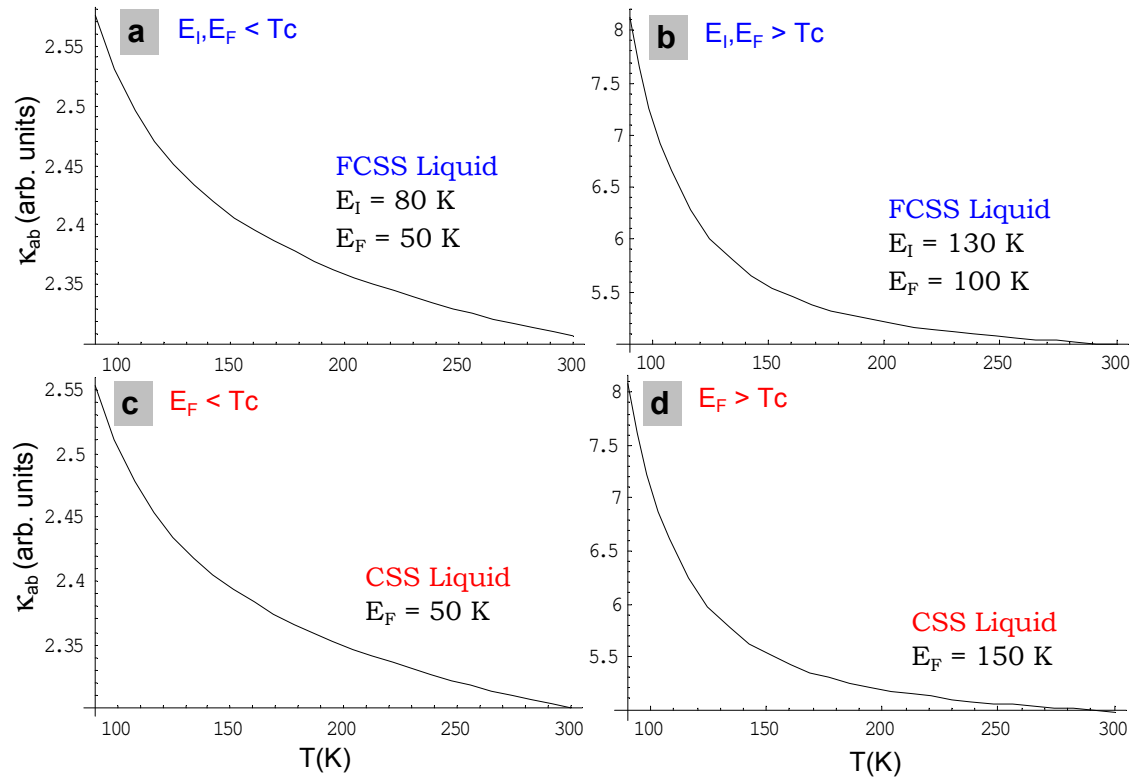 a E_I,E_F < Tc
κ_ab (arb. units)
2.55
2.5
2.45
2.4
2.35
FCSS Liquid
E_I = 80 K
E_F = 50 K
100 150 200 250 300
b E_I,E_F > Tc
8
7.5
7
6.5
6
5.5
FCSS Liquid
E_I = 130 K
E_F = 100 K
100 150 200 250 300
c E_F < Tc
κ_ab (arb. units)
2.55
2.5
2.45
2.4
2.35
CSS Liquid
E_F = 50 K
100 150 200 250 300
T(K)
d E_F > Tc
8
7.5
7
6.5
6
5.5
CSS Liquid
E_F = 150 K
100 150 200 250 300
T(K)